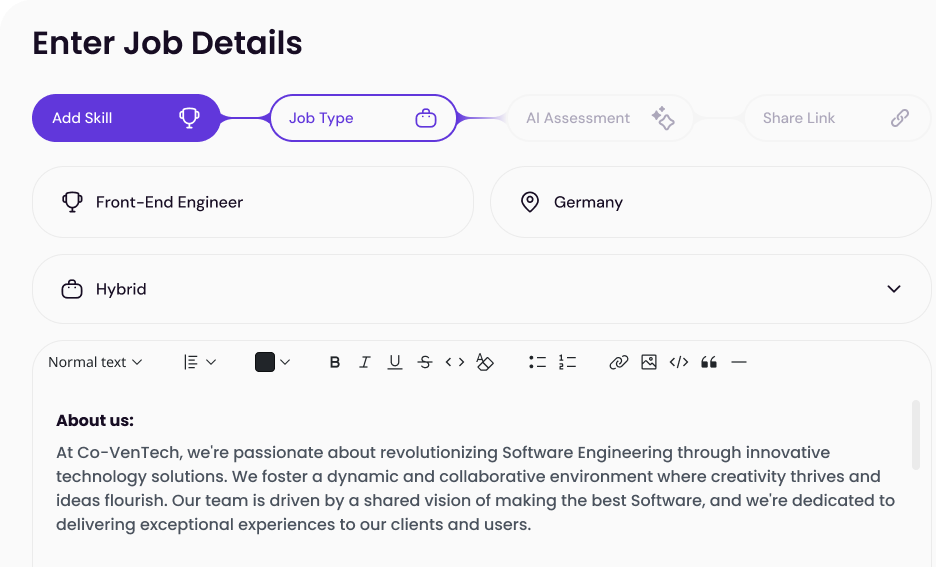 Enter Job Details
Add Skill
Job Type
AI Assessment
Share Link
Front-End Engineer
Germany
Hybrid
Normal text
About us:
At Co-VenTech, we're passionate about revolutionizing Software Engineering through innovative
technology solutions. We foster a dynamic and collaborative environment where creativity thrives and
ideas flourish. Our team is driven by a shared vision of making the best Software, and we're dedicated to
delivering exceptional experiences to our clients and users.